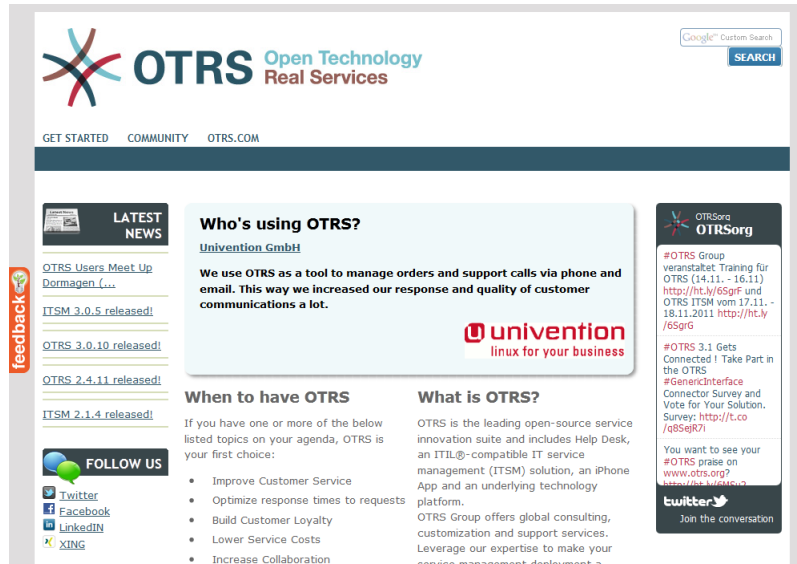 OTRS Open Technology
Real Services
Google™ Custom Search
SEARCH
GET STARTED COMMUNITY OTRS.COM
feedback
LATEST
NEWS
OTRS Users Meet Up
Dormagen (...
ITSM 3.0.5 released!
OTRS 3.0.10 released!
OTRS 2.4.11 released!
ITSM 2.1.4 released!
FOLLOW US
Twitter
Facebook
LinkedIN
XING
Who's using OTRS?
Univention GmbH
We use OTRS as a tool to manage orders and support calls via phone and
email. This way we increased our response and quality of customer
communications a lot.
univention
linux for your business
When to have OTRS
If you have one or more of the below
listed topics on your agenda, OTRS is
your first choice:
Improve Customer Service
Optimize response times to requests
Build Customer Loyalty
Lower Service Costs
Increase Collaboration
What is OTRS?
OTRS is the leading open-source service
innovation suite and includes Help Desk,
an ITIL®-compatible IT service
management (ITSM) solution, an iPhone
App and an underlying technology
platform.
OTRS Group offers global consulting,
customization and support services.
Leverage our expertise to make your
service management deployment a
OTRSorg
OTRSorg
#OTRS Group
veranstaltet Training für
OTRS (14.11. - 16.11)
http://ht.ly/6SgrF und
OTRS ITSM vom 17.11. -
18.11.2011 http://ht.ly
/6SgrG
#OTRS 3.1 Gets
Connected ! Take Part in
the OTRS
#GenericInterface
Connector Survey and
Vote for Your Solution.
Survey: http://t.co
/q8SejR7i
You want to see your
#OTRS praise on
www.otrs.org?
twitter
Join the conversation